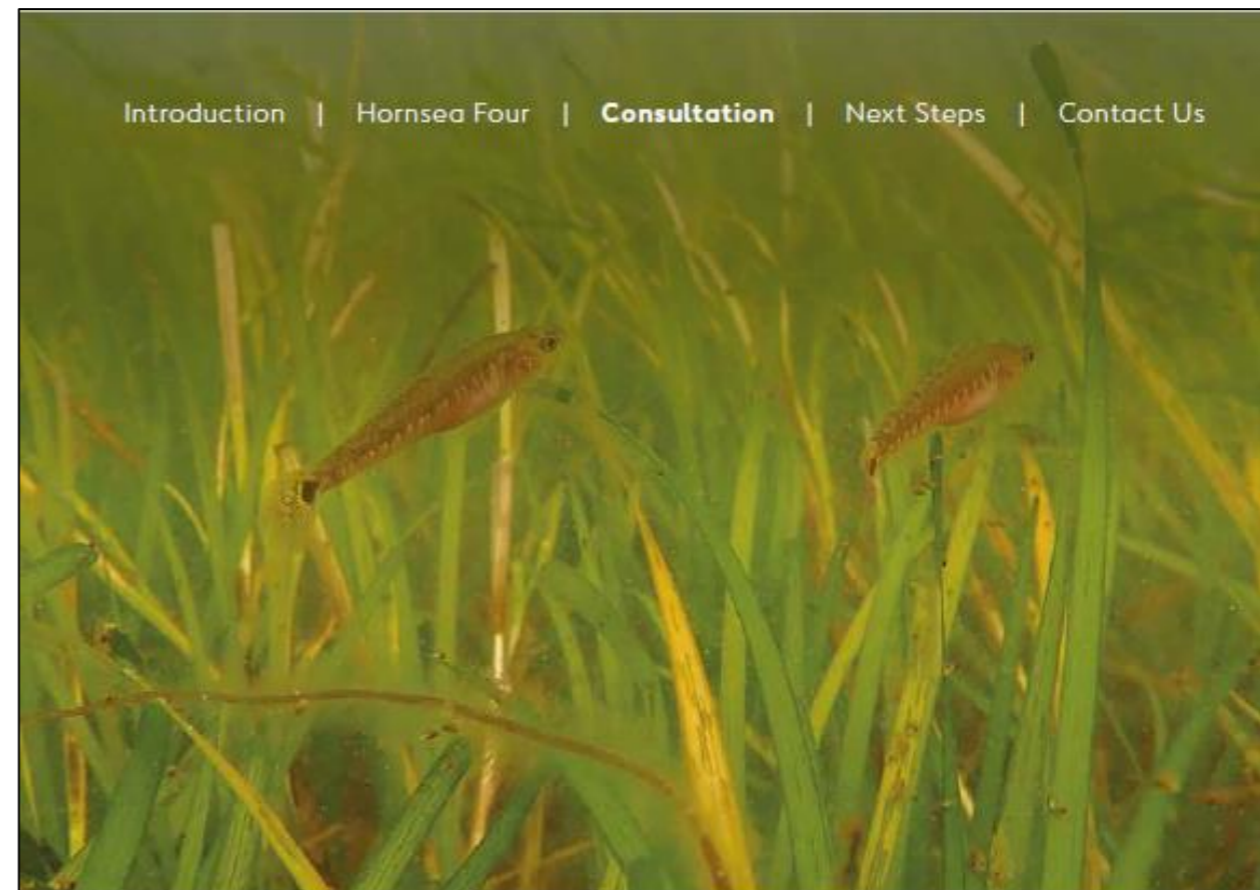 Introduction | Hornsea Four | Consultation | Next Steps | Contact Us